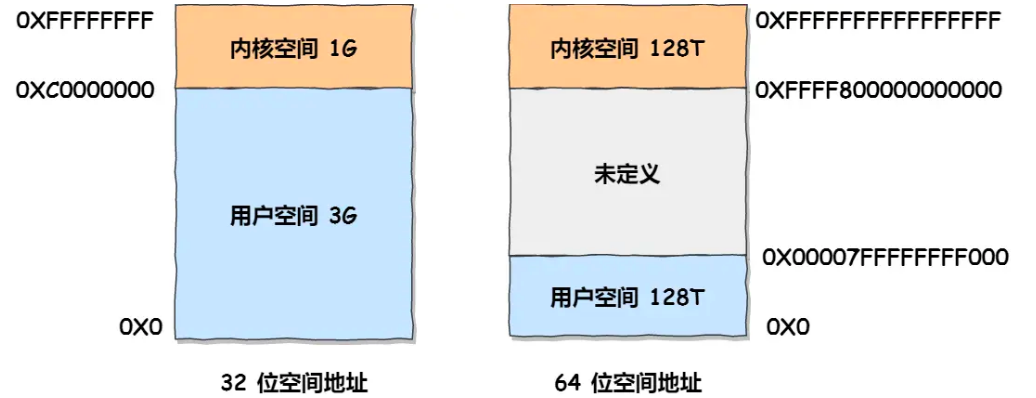 0XFFFFFFFF
内核空间 1G
0XC0000000
用户空间 3G
0X0
32 位空间地址
0XFFFFFFFFFFFFFFFF
内核空间 128T
0XFFFF800000000000
未定义
0X00007FFFFFFFF000
用户空间 128T
0X0
64 位空间地址